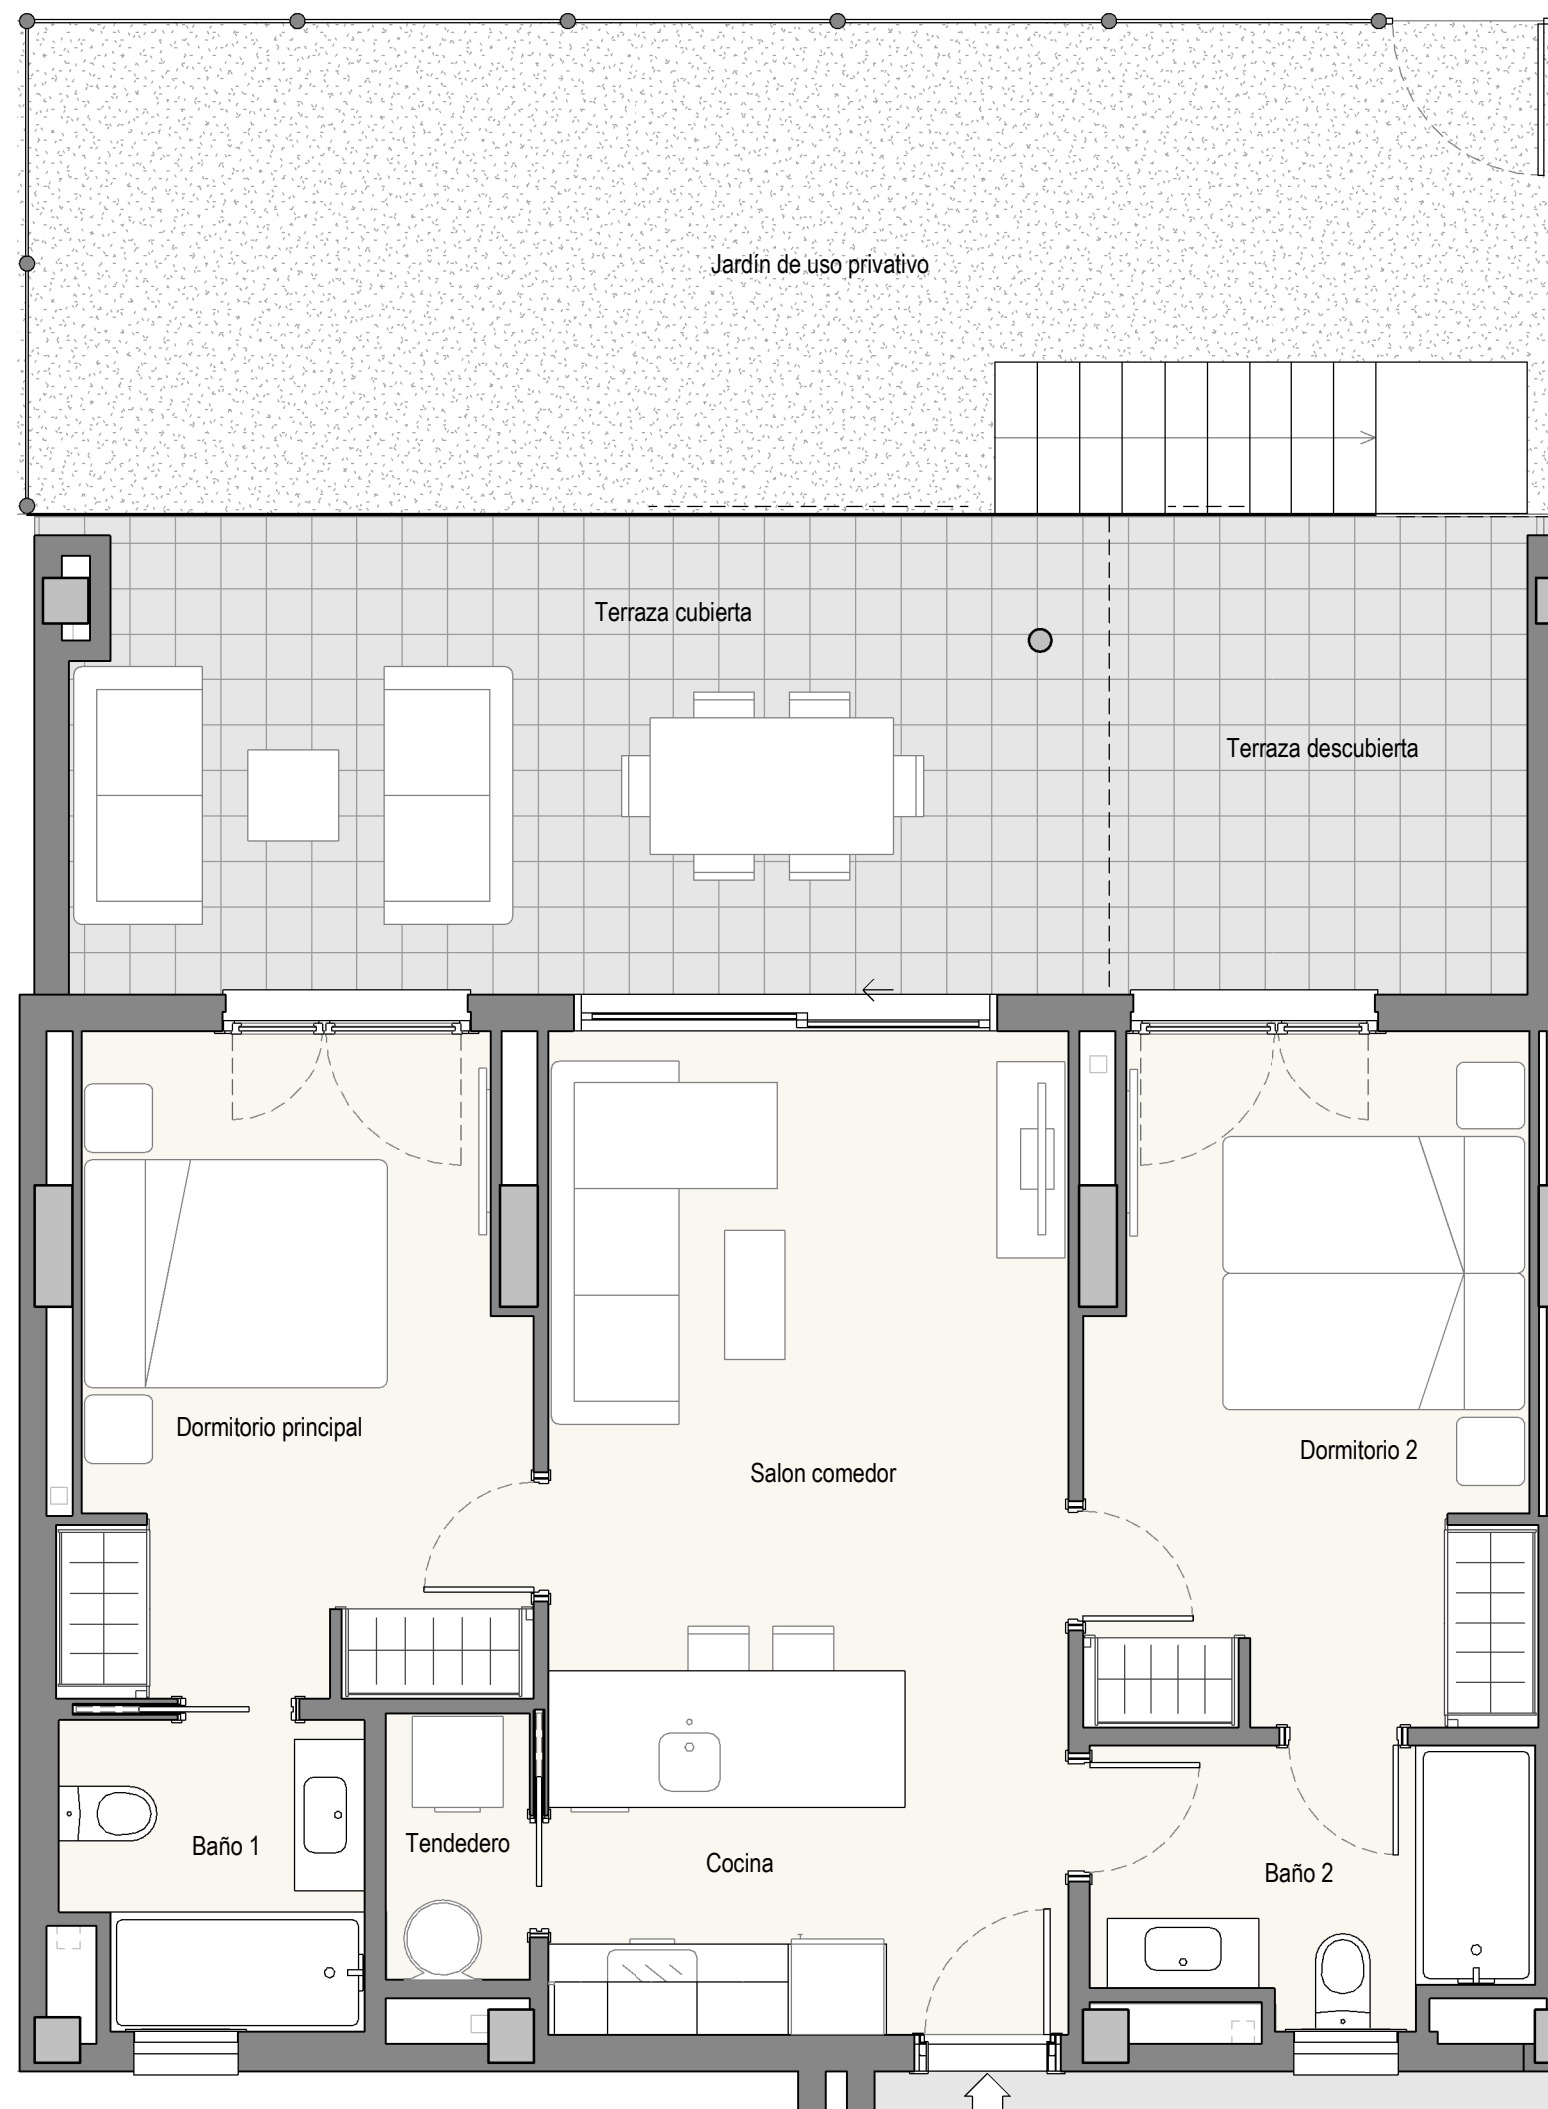 Jardín de uso privativo
Terraza cubierta
Terraza descubierta
Dormitorio principal
Dormitorio 2
Salon comedor
Baño 1
Tendedero
Cocina
Baño 2